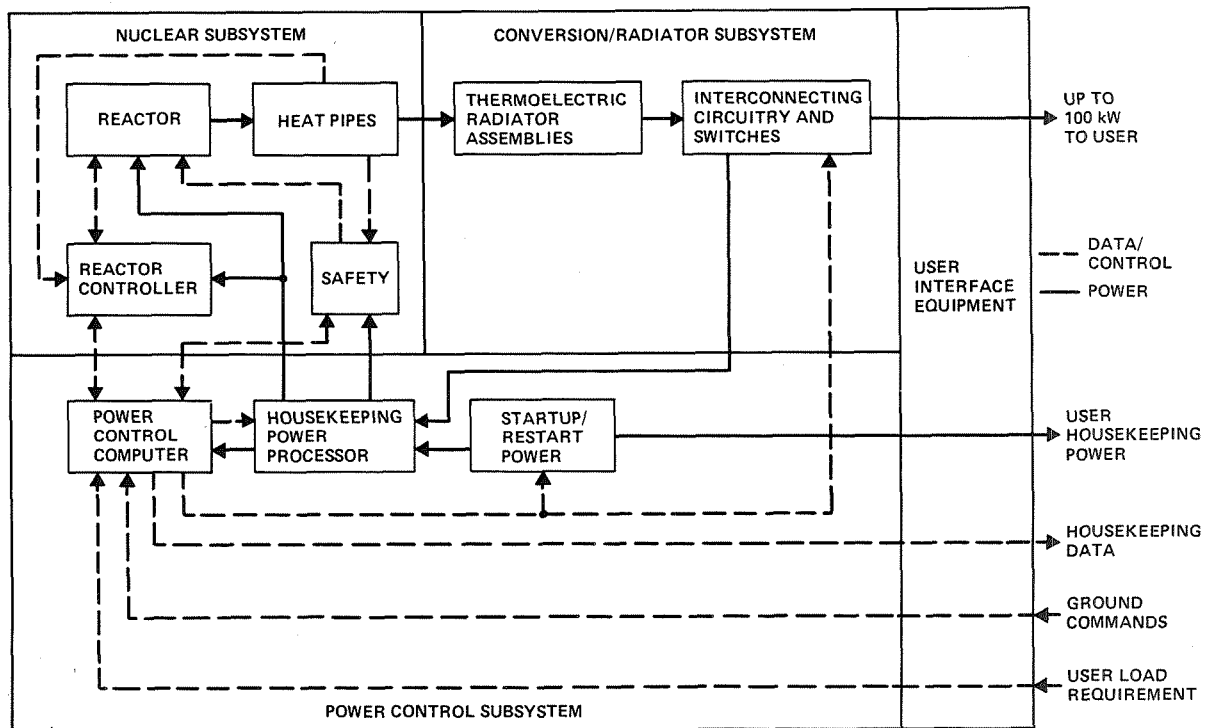 NUCLEAR SUBSYSTEM
CONVERSION/RADIATOR SUBSYSTEM
REACTOR
HEAT PIPES
THERMOELECTRIC
RADIATOR
ASSEMBLIES
INTERCONNECTING
CIRCUITRY AND
SWITCHES
UP TO
100 kW
TO USER
REACTOR
CONTROLLER
SAFETY
USER
INTERFACE
EQUIPMENT
DATA/
CONTROL
POWER
POWER
CONTROL
COMPUTER
HOUSEKEEPING
POWER
PROCESSOR
STARTUP/
RESTART
POWER
USER
HOUSEKEEPING
POWER
HOUSEKEEPING
DATA
GROUND
COMMANDS
USER LOAD
REQUIREMENT
POWER CONTROL SUBSYSTEM